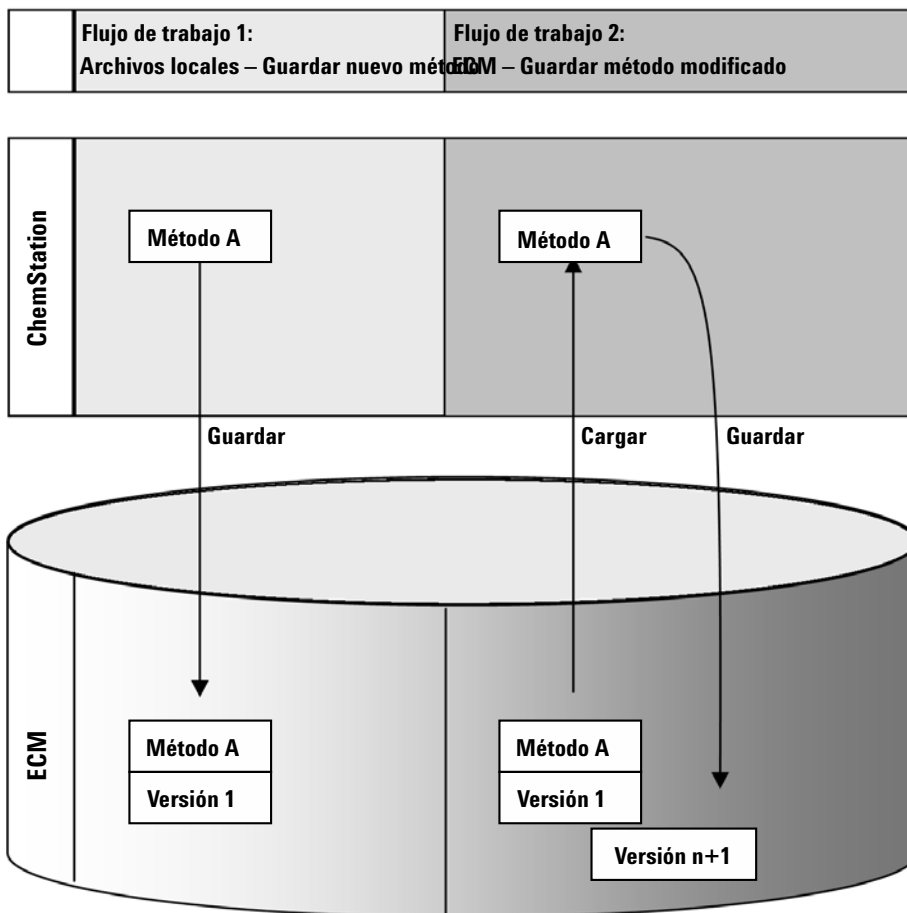 Flujo de trabajo 1:
Archivos locales – Guardar nuevo método
Flujo de trabajo 2:
ECM – Guardar método modificado
ChemStation
Método A
Método A
Guardar
Cargar
Guardar
ECM
Método A
Versión 1
Método A
Versión 1
Versión n+1